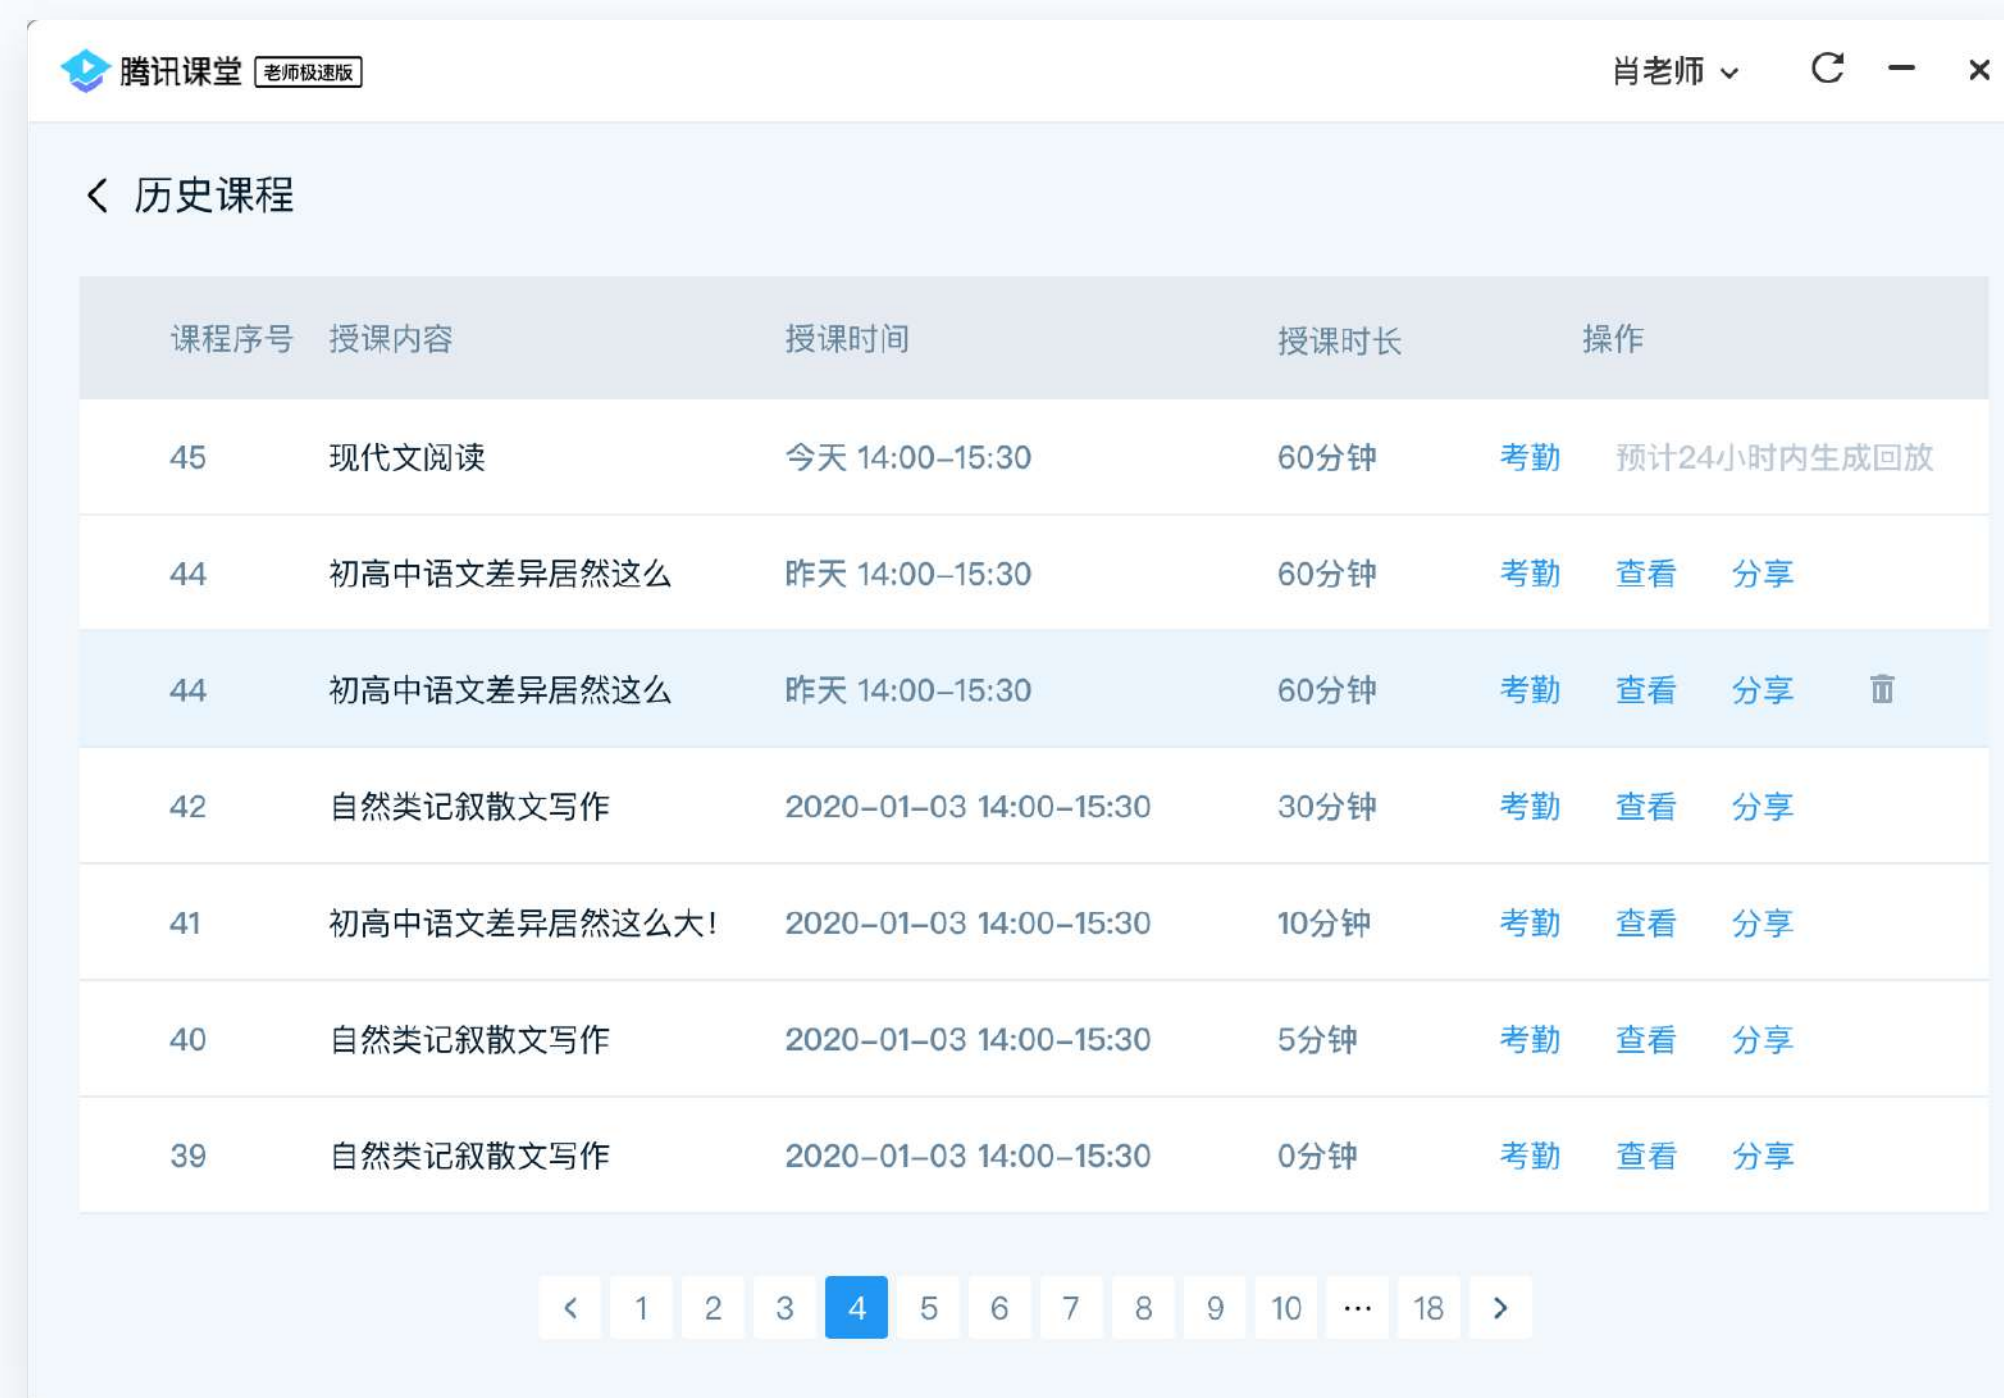 腾讯课堂 老师极速版 肖老师
历史课程
课程序号 授课内容 授课时间 授课时长 操作
45 现代文阅读 今天 14:00–15:30 60分钟 考勤 预计24小时内生成回放
44 初高中语文差异居然这么 昨天 14:00–15:30 60分钟 考勤 查看 分享
44 初高中语文差异居然这么 昨天 14:00–15:30 60分钟 考勤 查看 分享
42 自然类记叙散文写作 2020–01–03 14:00–15:30 30分钟 考勤 查看 分享
41 初高中语文差异居然这么大！ 2020–01–03 14:00–15:30 10分钟 考勤 查看 分享
40 自然类记叙散文写作 2020–01–03 14:00–15:30 5分钟 考勤 查看 分享
39 自然类记叙散文写作 2020–01–03 14:00–15:30 0分钟 考勤 查看 分享
1 2 3 4 5 6 7 8 9 10 ··· 18